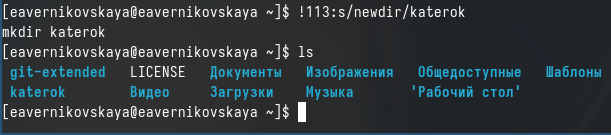 [eavernikovskaya@eavernikovskaya ~]$ !113:s/newdir/katerok
mkdir katerok
[eavernikovskaya@eavernikovskaya ~]$ ls
git-extended LICENSE Документы Изображения Общедоступные Шаблоны
katerok Видео Загрузки Музыка 'Рабочий стол'
[eavernikovskaya@eavernikovskaya ~]$